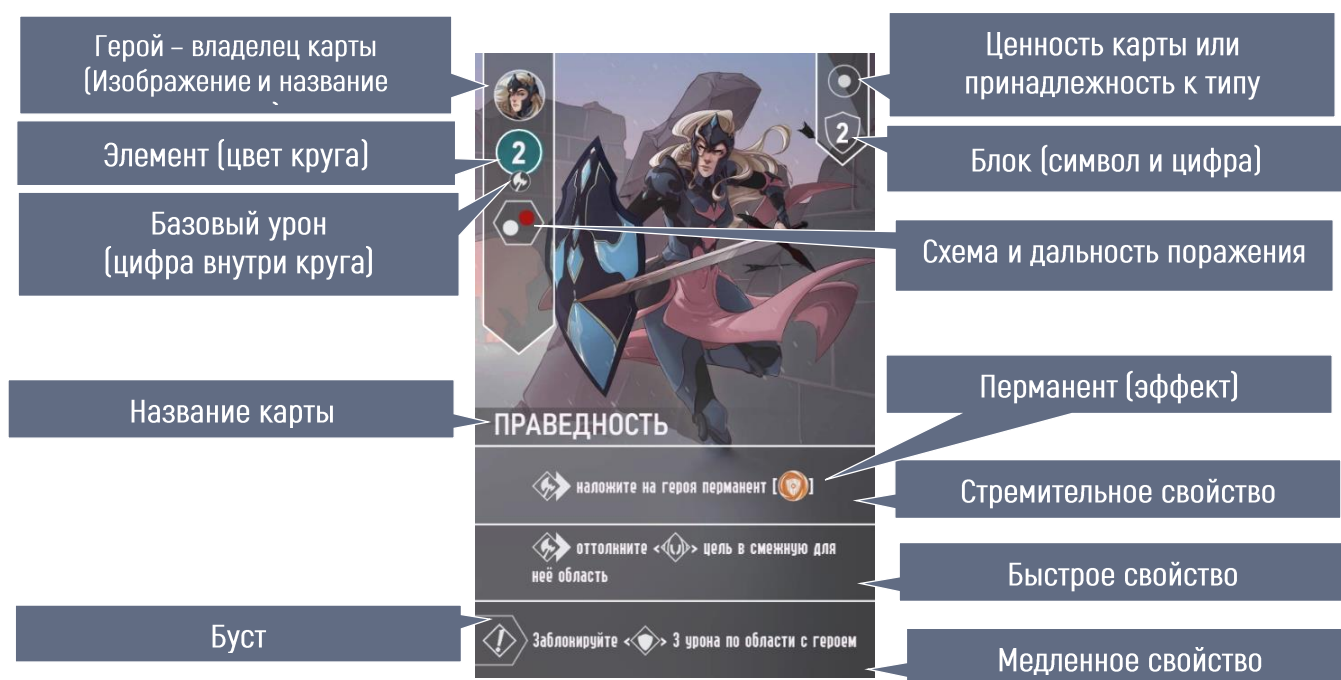 Герой – владелец карты
(Изображение и название
Элемент (цвет круга)
Базовый урон
(цифра внутри круга)
Название карты
Буст
2
2
ПРАВЕДНОСТЬ
наложите на героя перманент [ ]
оттолкните < > цель в смежную для
неё область
Заблокируйте < > 3 урона по области с героем
Ценность карты или
принадлежность к типу
Блок (символ и цифра)
Схема и дальность поражения
Перманент (эффект)
Стремительное свойство
Быстрое свойство
Медленное свойство